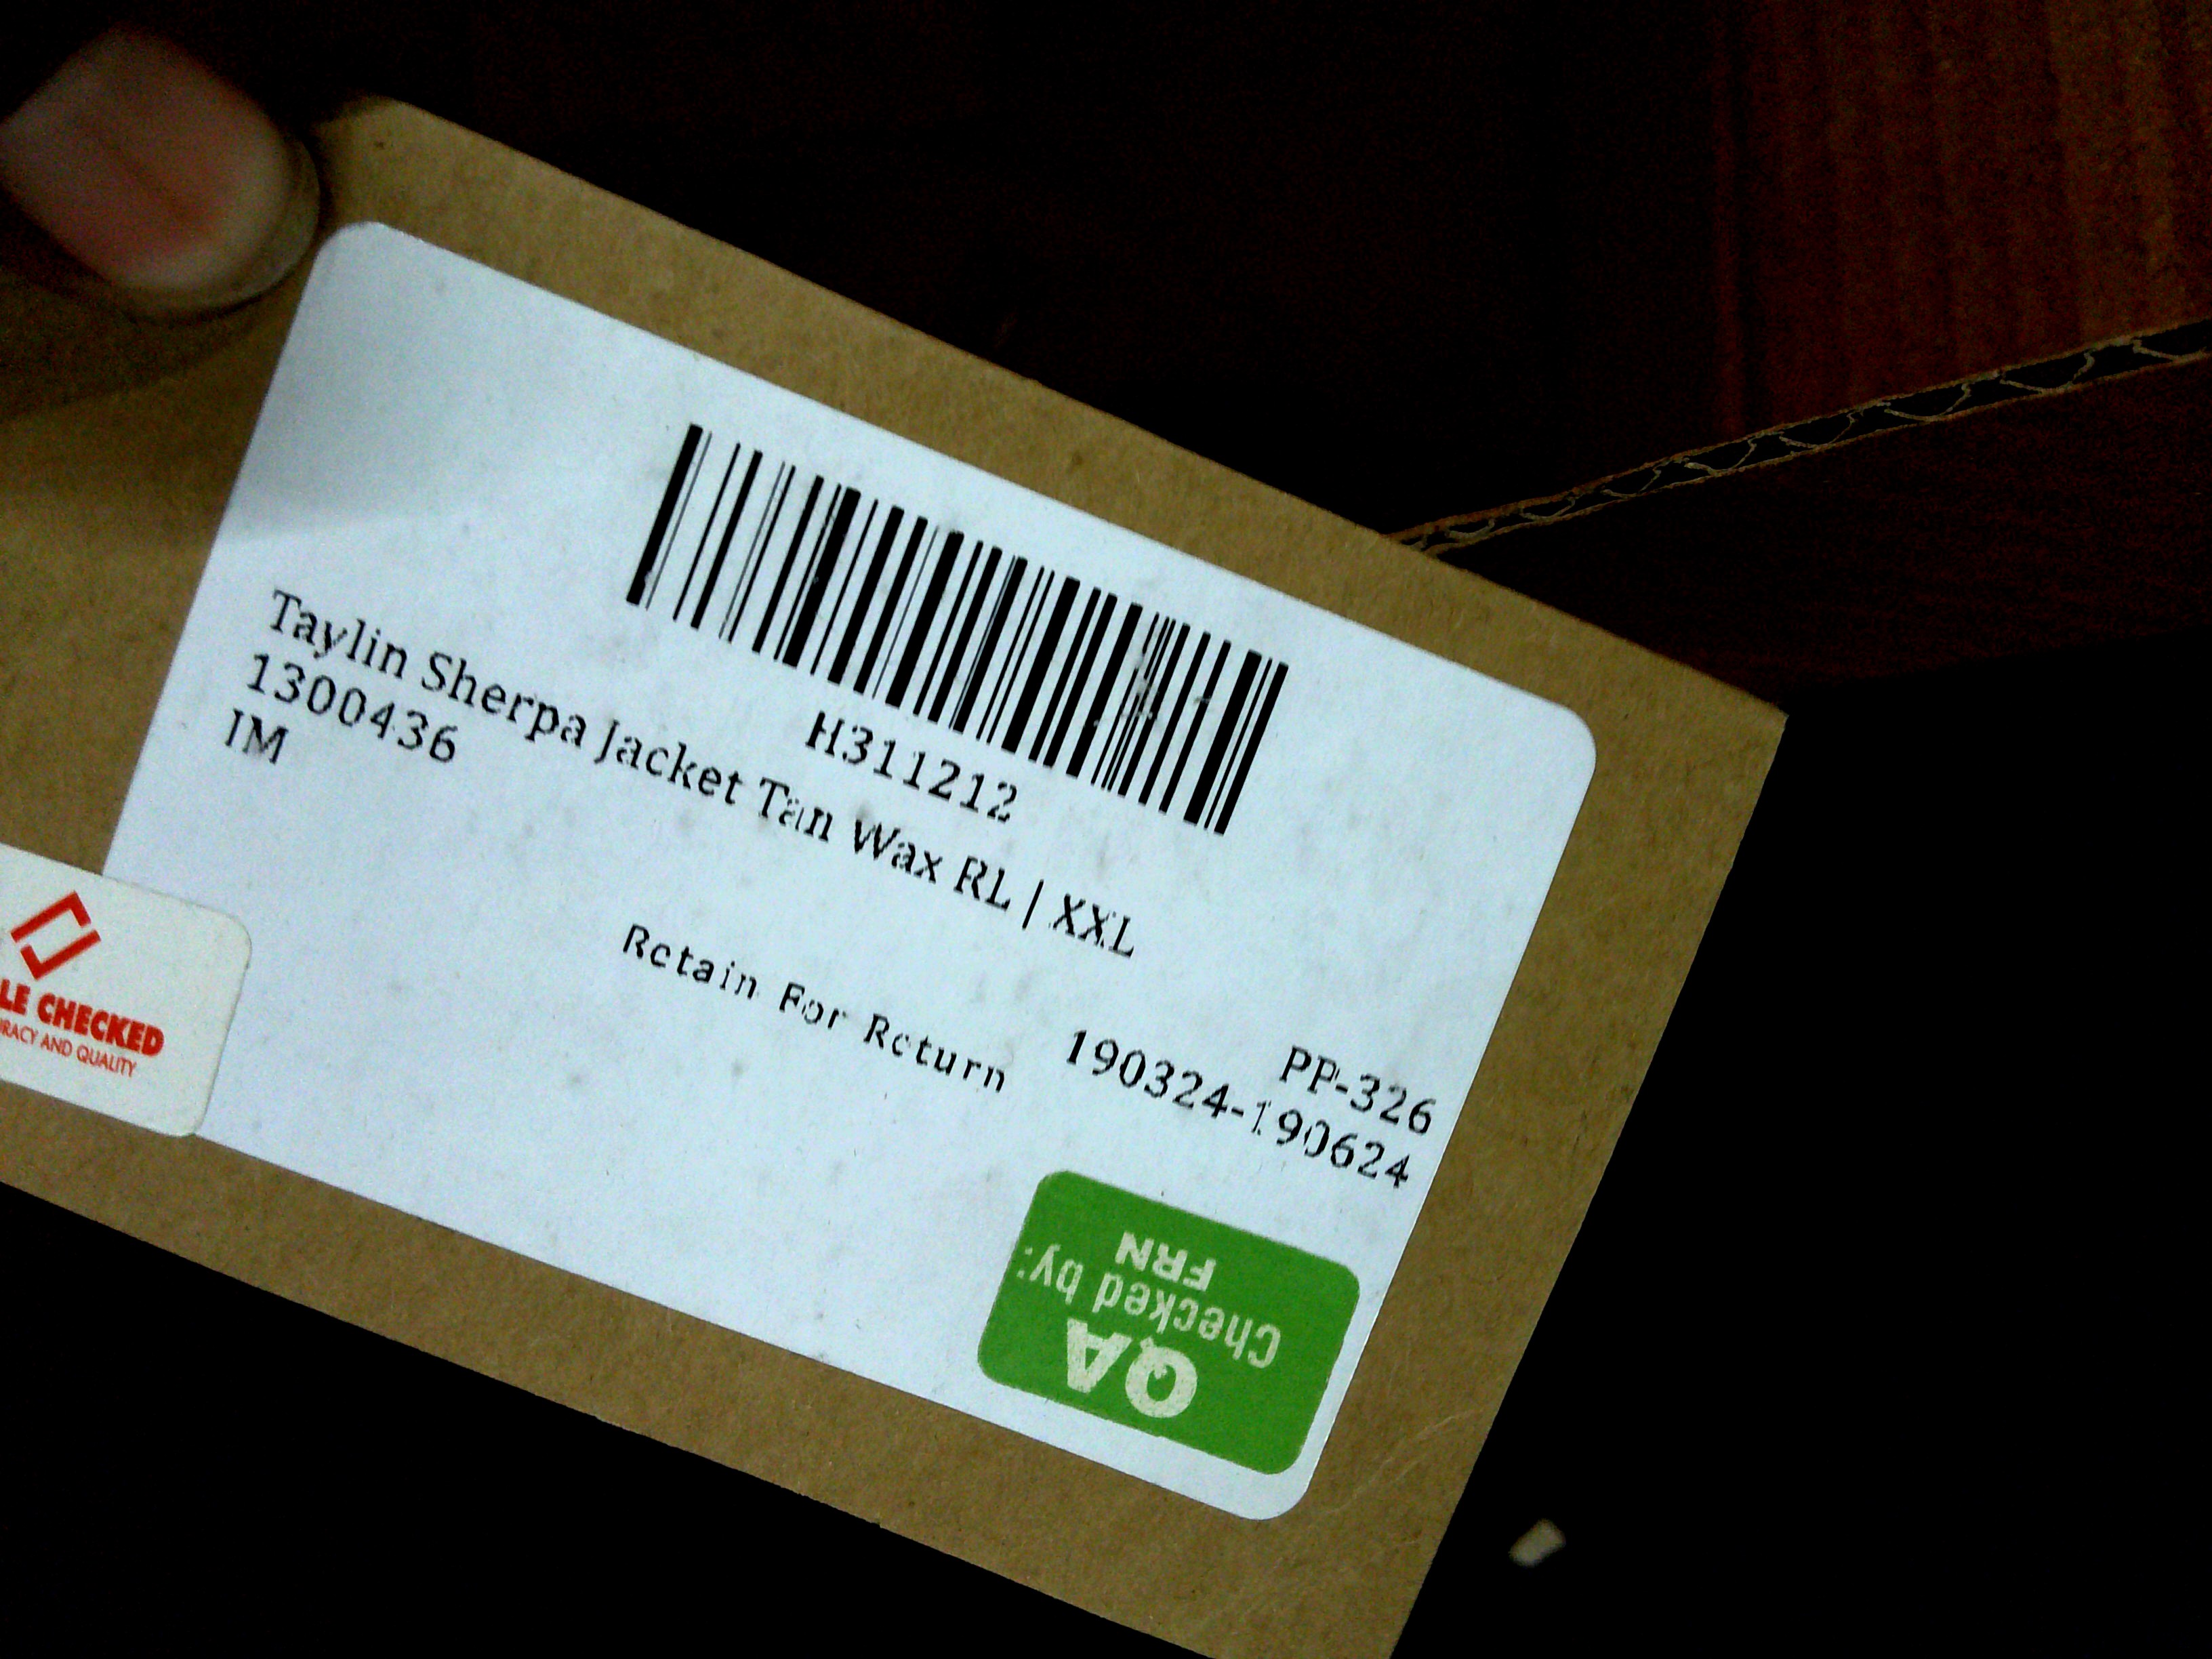 H311212
Taylin Sherpa Jacket Tan Wax RL | XXL
1300436
IM
Retain For Return
PP-326
190324-190624
LE CHECKED
RACY AND QUALITY
QA
Checked by:
FRN